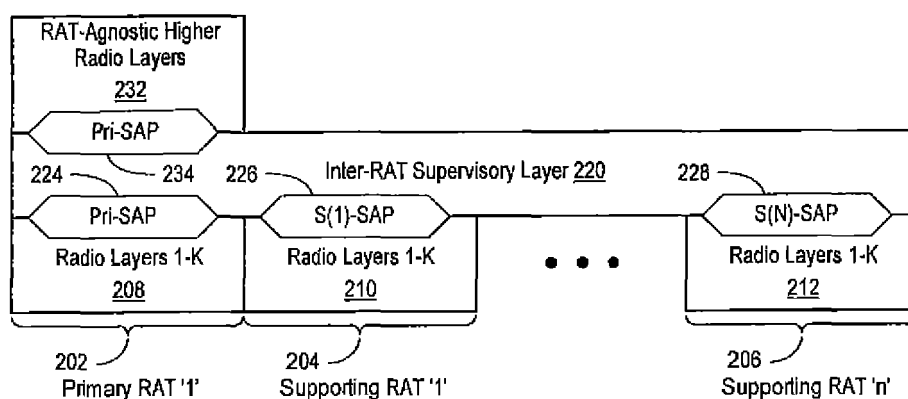 RAT-Agnostic Higher
Radio Layers
232
Pri-SAP
224
234
226
Inter-RAT Supervisory Layer 220
228
Pri-SAP
S(1)-SAP
S(N)-SAP
Radio Layers 1-K
208
Radio Layers 1-K
210
• • •
Radio Layers 1-K
212
202
Primary RAT '1'
204
Supporting RAT '1'
206
Supporting RAT 'n'